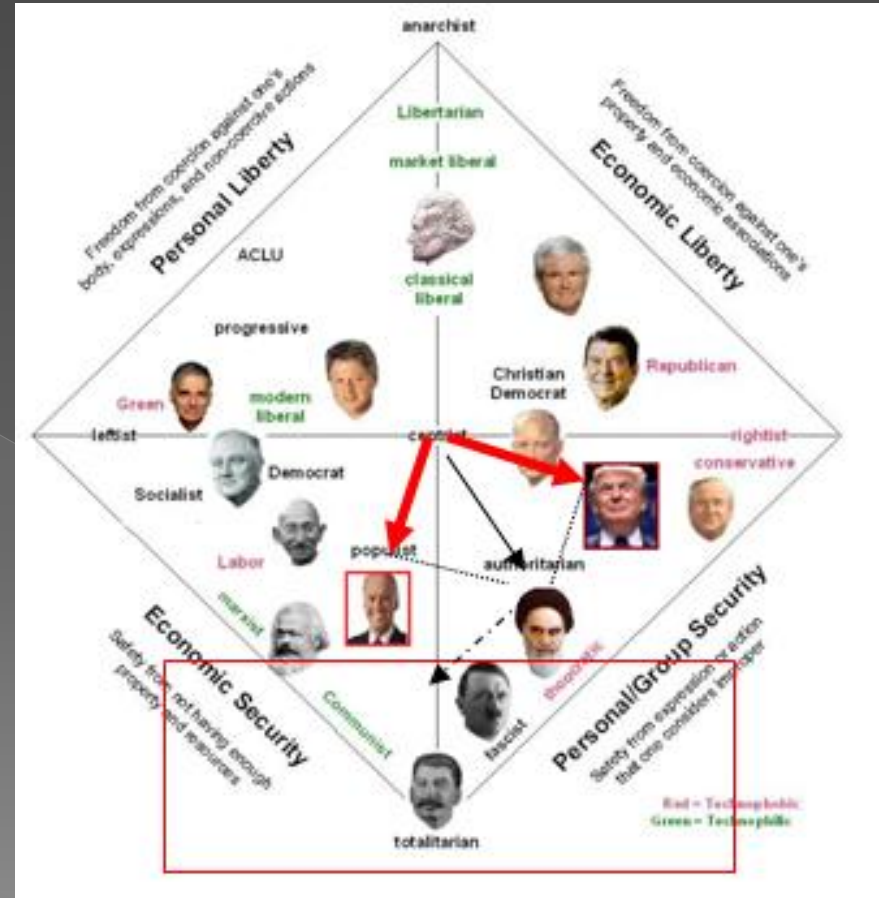 anarchist
Freedom from coercion against one's
body, expressions, and non-coercive actions
Personal Liberty
Freedom from coercion against one's
property and economic associations
Economic Liberty
Libertarian
market liberal
ACLU
classical
liberal
progressive
Christian
Democrat
Republican
Green
modern
liberal
leftist
centrist
rightist
conservative
Democrat
Socialist
Labor
populist
authoritarian
marxist
theocratic
Communist
fascist
Economic Security
Safety from not having enough
property and resources
Personal/Group Security
Safety from expression or action
that one considers improper
Red = Technophobic
Green = Technophilic
totalitarian